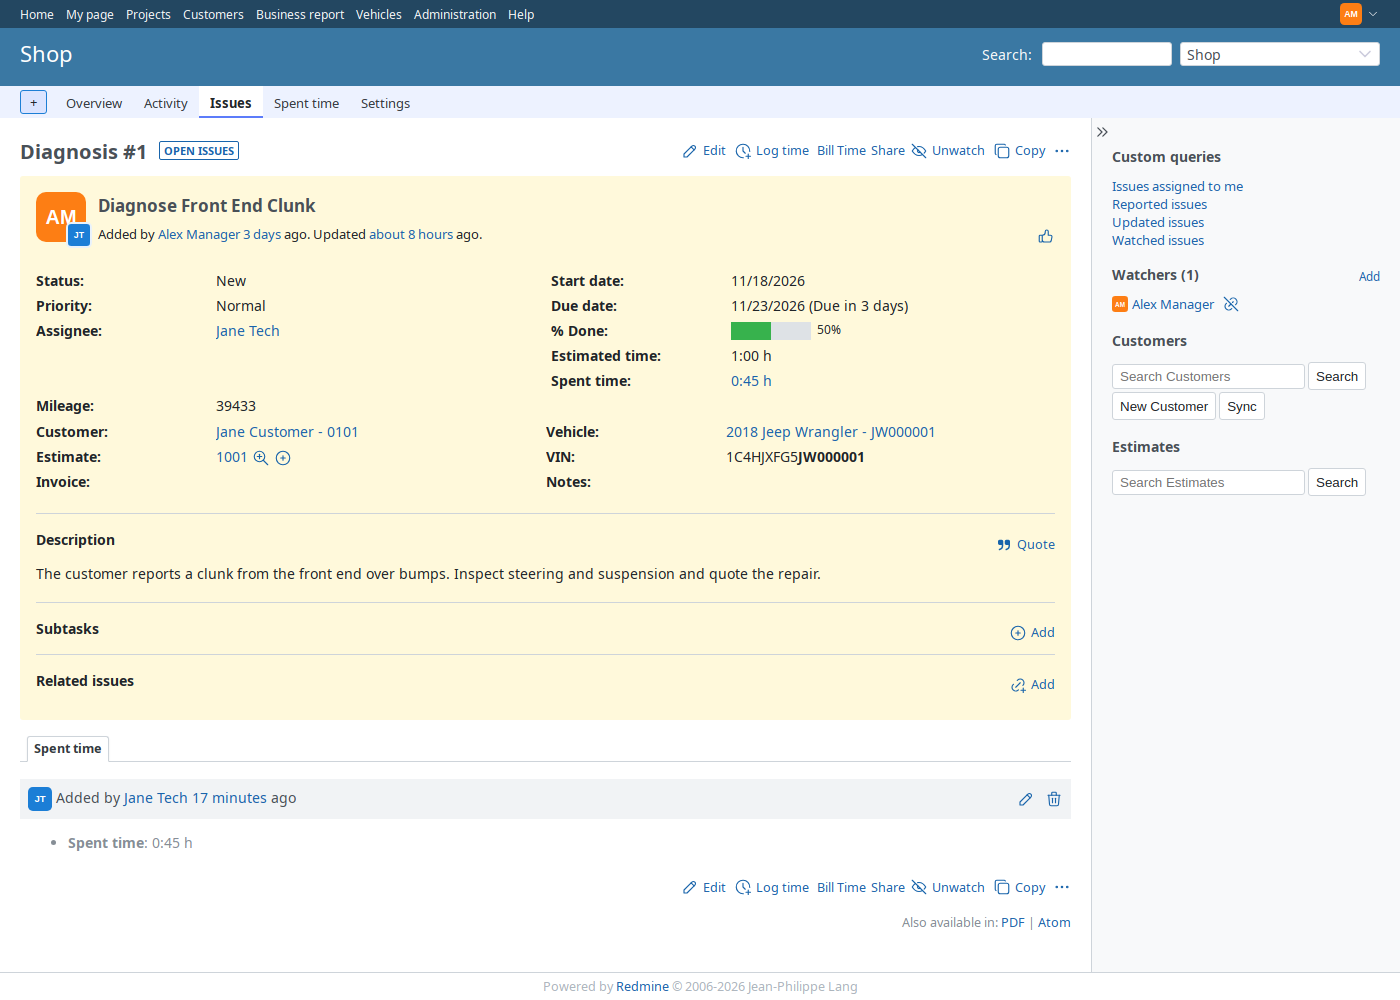 Home My page Projects Customers Business report Vehicles Administration Help AM
Shop Search: Shop
+ Overview Activity Issues Spent time Settings
Diagnosis #1 OPEN ISSUES Edit Log time Bill Time Share Unwatch Copy ...
AM JT Diagnose Front End Clunk
Added by Alex Manager 3 days ago. Updated about 8 hours ago.
Status: New Start date: 11/18/2026
Priority: Normal Due date: 11/23/2026 (Due in 3 days)
Assignee: Jane Tech % Done: 50%
Estimated time: 1:00 h
Spent time: 0:45 h
Mileage: 39433
Customer: Jane Customer - 0101 Vehicle: 2018 Jeep Wrangler - JW000001
Estimate: 1001 VIN: 1C4HJXFG5JW000001
Invoice: Notes:
Description Quote
The customer reports a clunk from the front end over bumps. Inspect steering and suspension and quote the repair.
Subtasks Add
Related issues Add
Spent time
JT Added by Jane Tech 17 minutes ago
• Spent time: 0:45 h
Edit Log time Bill Time Share Unwatch Copy ...
Also available in: PDF | Atom
Custom queries
Issues assigned to me
Reported issues
Updated issues
Watched issues
Watchers (1) Add
AM Alex Manager
Customers
Search Customers Search
New Customer Sync
Estimates
Search Estimates Search
Powered by Redmine © 2006-2026 Jean-Philippe Lang